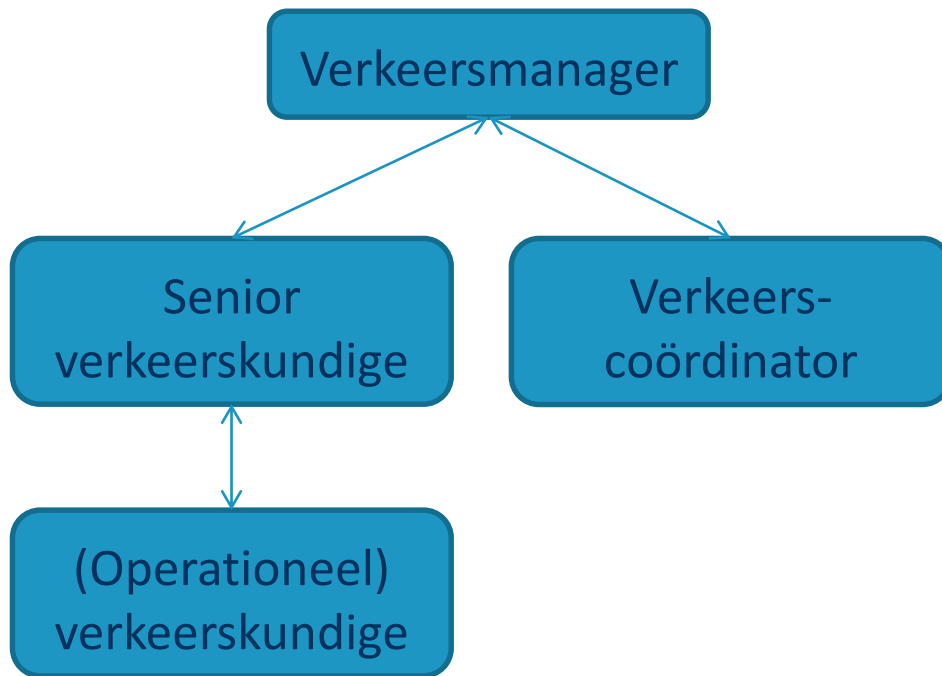 Verkeersmanager
Senior
verkeerskundige
Verkeers-
coördinator
(Operationeel)
verkeerskundige